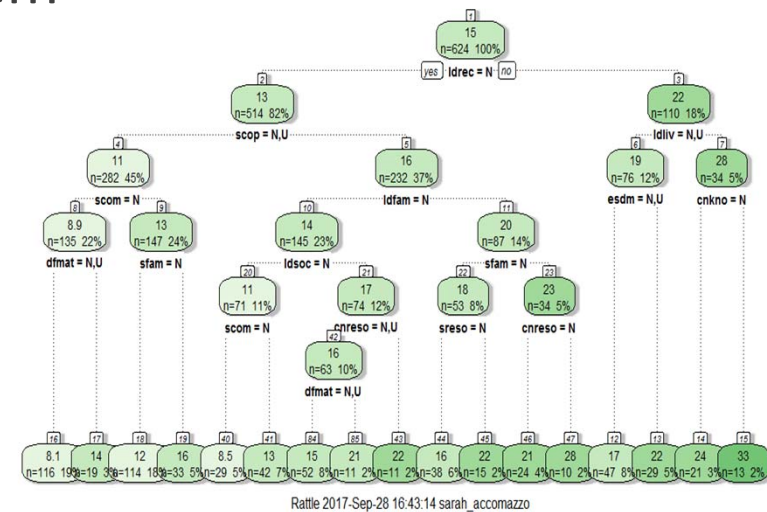 1
15
n=624 100%
yes ldrec = N no
2 3
13 22
n=514 82% n=110 18%
scop = N,U ldliv = N,U
4 5 6 7
11 16 19 28
n=282 45% n=232 37% n=76 12% n=34 5%
scom = N ldfam = N esdm = N,U cnkno = N
8 9 10 11
8.9 13 14 20
n=135 22% n=147 24% n=145 23% n=87 14%
dfmat = N,U sfam = N ldsoc = N sfam = N
20 21 22 23
11 17 18 23
n=71 11% n=74 12% n=53 8% n=34 5%
scom = N cnreso = N,U sreso = N cnreso = N
42
16
n=63 10%
dfmat = N,U
16 17 18 19 40 41 84 85 43 44 45 46 47 12 13 14 15
8.1 14 12 16 8.5 13 15 21 22 16 22 21 28 17 22 24 33
n=116 19% n=19 3% n=114 18% n=33 5% n=29 5% n=42 7% n=52 8% n=11 2% n=11 2% n=38 6% n=15 2% n=24 4% n=10 2% n=47 8% n=29 5% n=21 3% n=13 2%
Rattle 2017-Sep-28 16:43:14 sarah_accomazzo